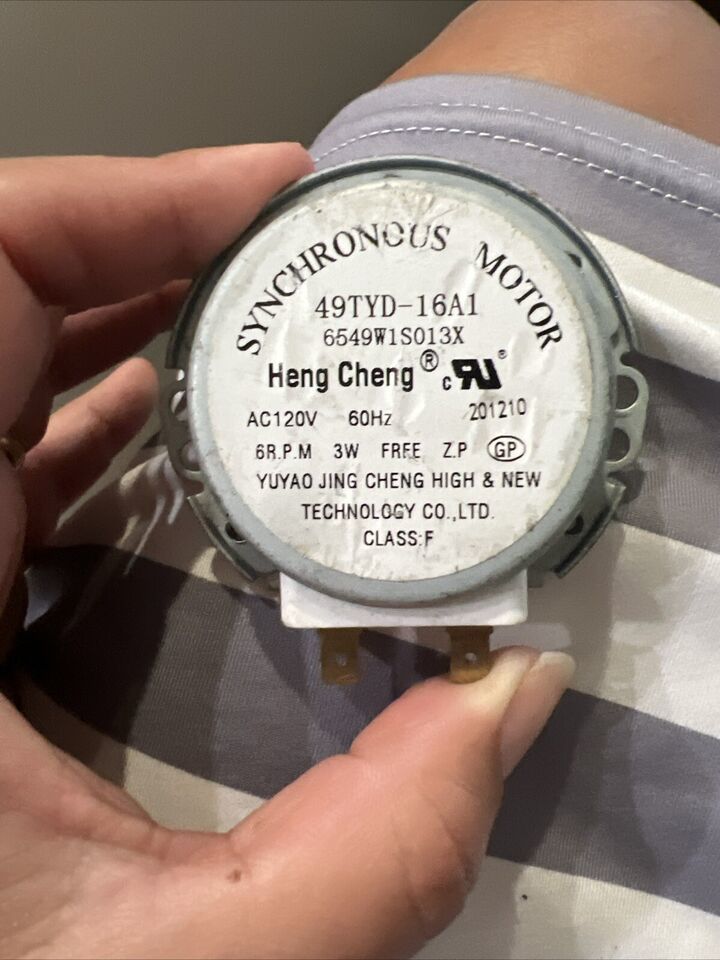 SYNCHRONOUS MOTOR
49TYD-16A1
6549W1S013X
Heng Cheng® c RU®
AC120V 60Hz 201210
6R.P.M 3W FREE Z.P GP
YUYAO JING CHENG HIGH & NEW
TECHNOLOGY CO.,LTD.
CLASS:F